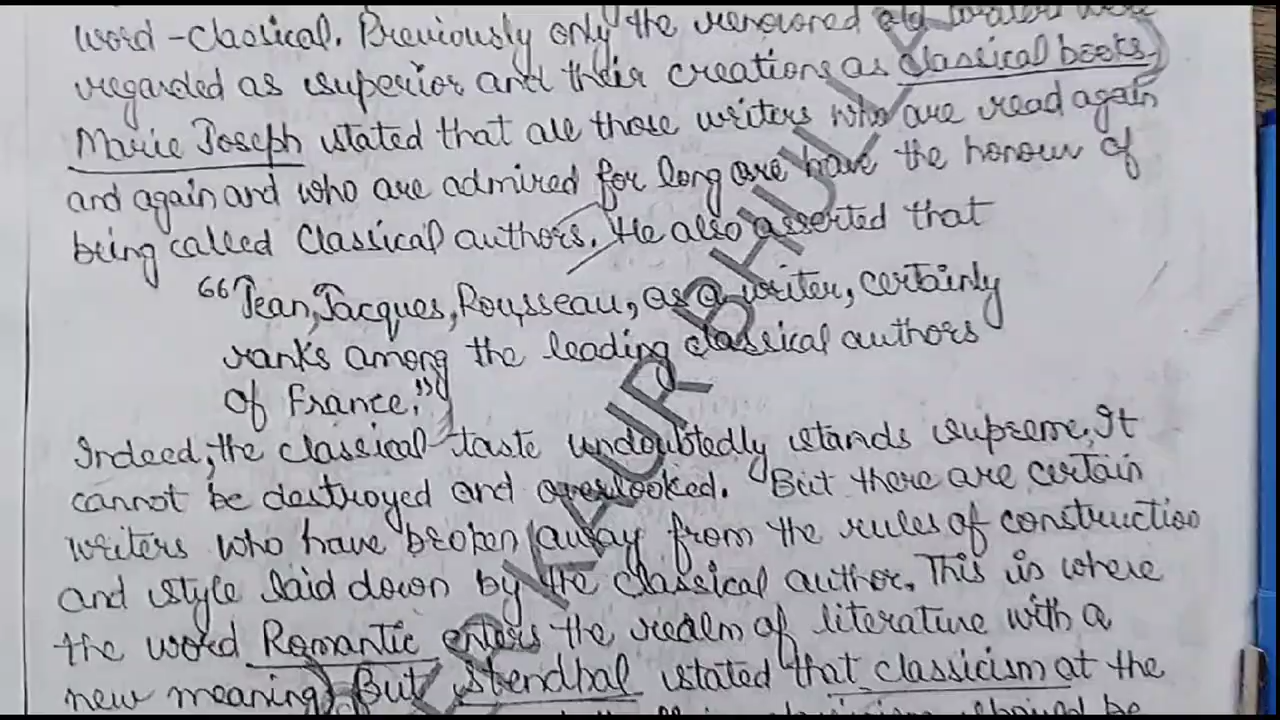 word-classical. Previously only the renowned old writers were
regarded as superior and their creations as classical books.
Marie Joseph stated that all those writers who are read again
and again and who are admired for long are have the honour of
being called Classical authors. He also asserted that
“Jean, Jacques, Rousseau, as a writer, certainly
ranks among the leading classical authors
of France.”
Indeed, the classical taste undoubtedly stands supreme. It
cannot be destroyed and overlooked. But there are certain
writers who have broken away from the rules of construction
and style laid down by the classical author. This is where
the word Romantic enters the realm of literature with a
new meaning. But Stendhal stated that classicism at the
KAUR BHULL